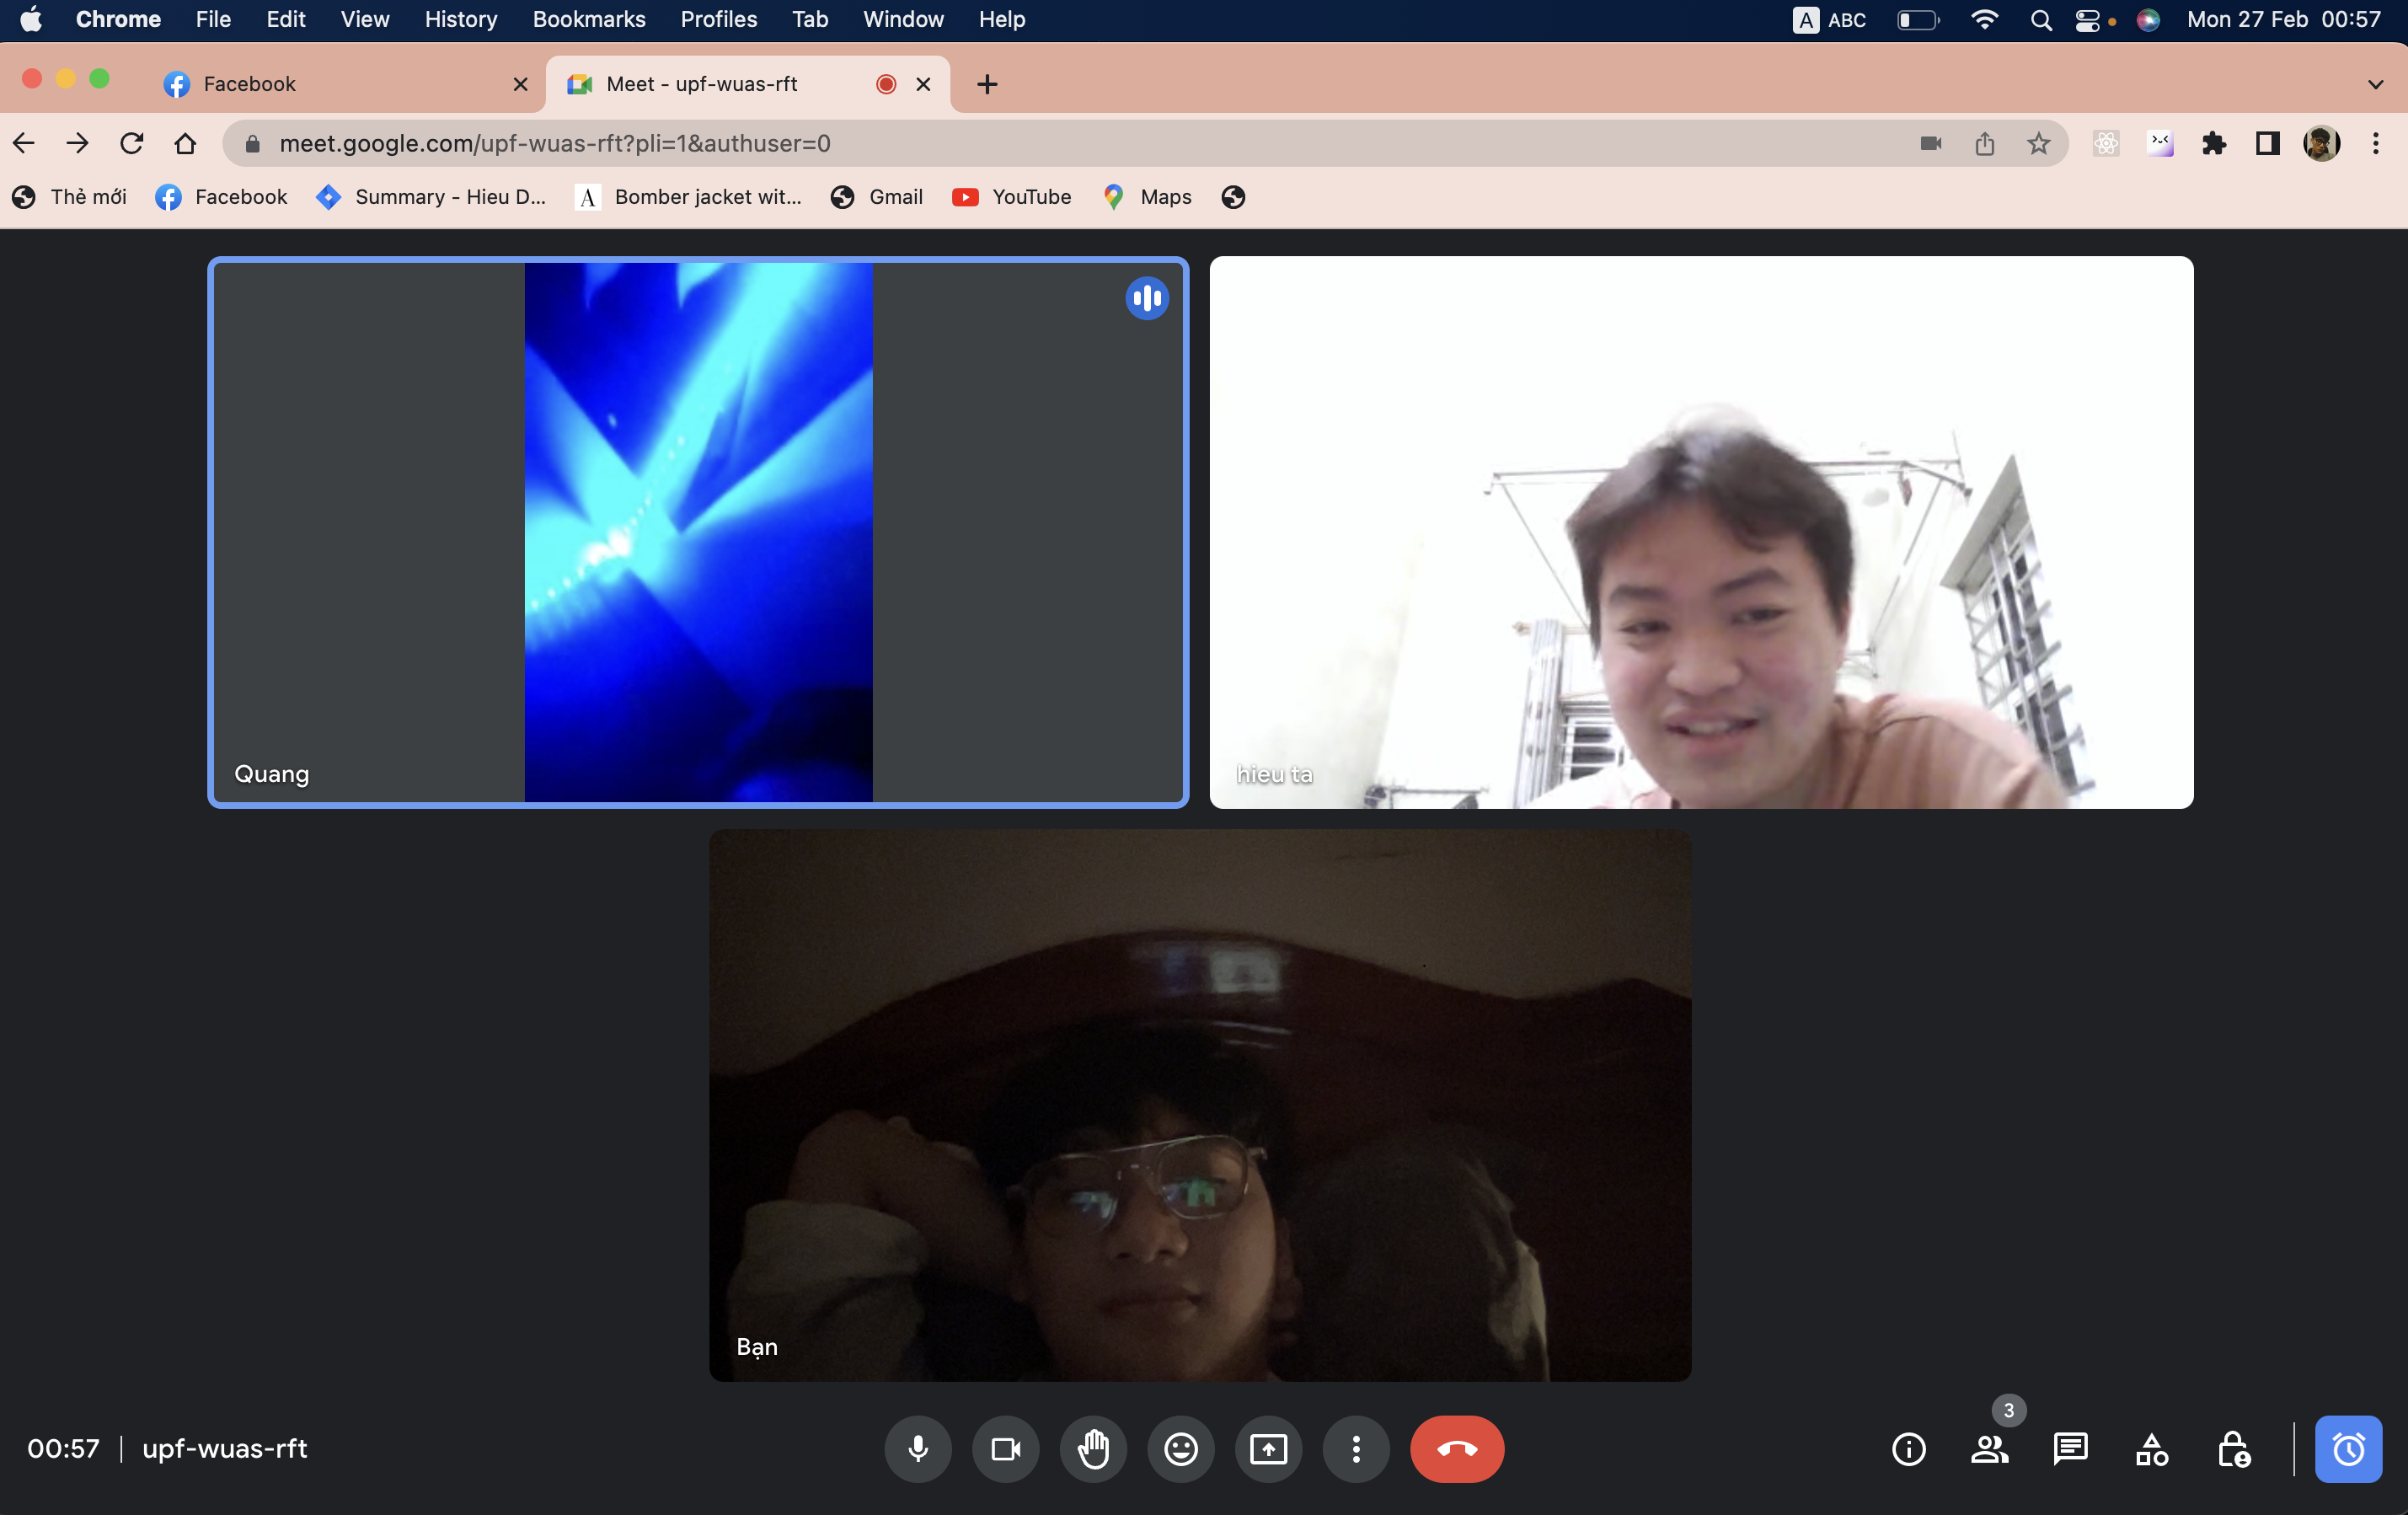 Chrome File Edit View History Bookmarks Profiles Tab Window Help A ABC Mon 27 Feb 00:57
Facebook Meet - upf-wuas-rft
meet.google.com/upf-wuas-rft?pli=1&authuser=0
Thẻ mới Facebook Summary - Hieu D... A Bomber jacket wit... Gmail YouTube Maps
Quang
hieu ta
Bạn
3
00:57 | upf-wuas-rft